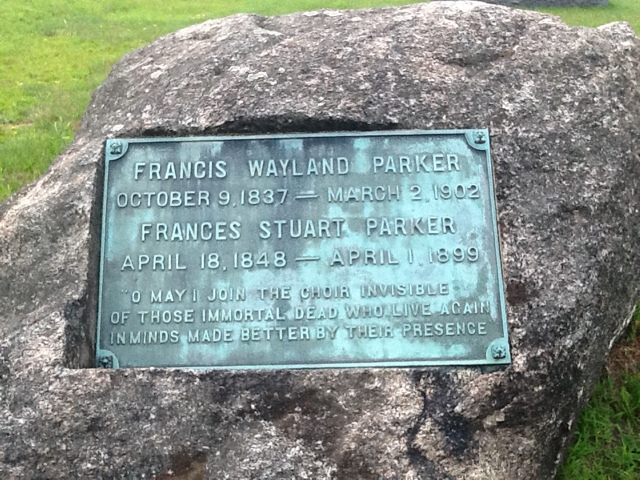 FRANCIS WAYLAND PARKER
OCTOBER 9, 1837 — MARCH 2, 1902
FRANCES STUART PARKER
APRIL 18, 1848 — APRIL 1, 1899
"O MAY I JOIN THE CHOIR INVISIBLE
OF THOSE IMMORTAL DEAD WHO LIVE AGAIN
IN MINDS MADE BETTER BY THEIR PRESENCE